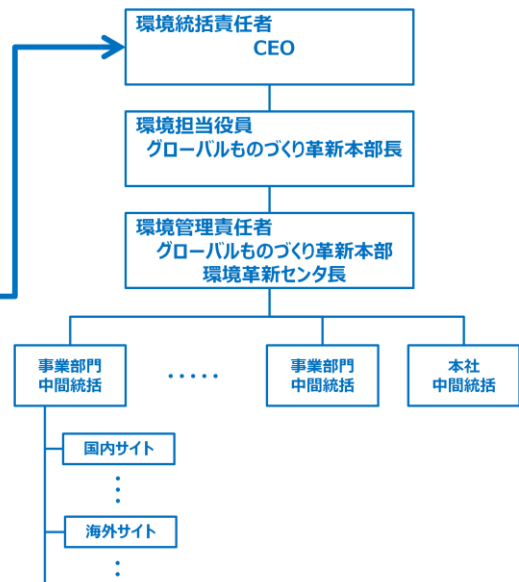 環境統括責任者
CEO
環境担当役員
グローバルものづくり革新本部長
環境管理責任者
グローバルものづくり革新本部
環境革新センタ長
事業部門
中間統括
・・・・・
事業部門
中間統括
本社
中間統括
国内サイト
海外サイト